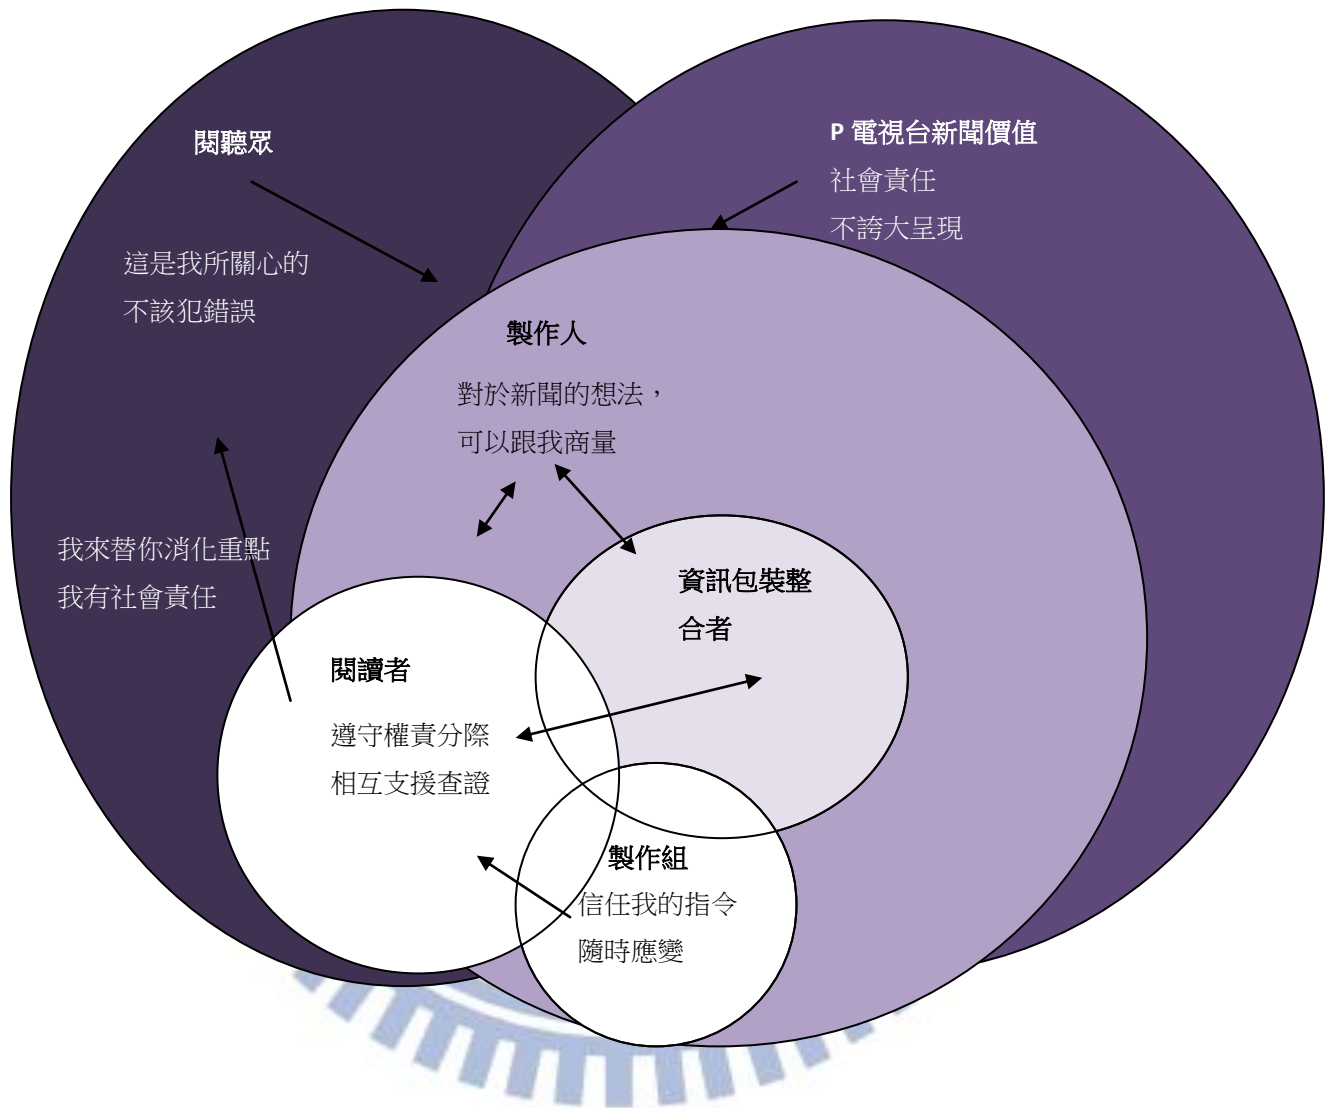 閱聽眾
這是我所關心的
不該犯錯誤
P 電視台新聞價值
社會責任
不誇大呈現
製作人
對於新聞的想法，
可以跟我商量
我來替你消化重點
我有社會責任
資訊包裝整
合者
閱讀者
遵守權責分際
相互支援查證
製作組
信任我的指令
隨時應變